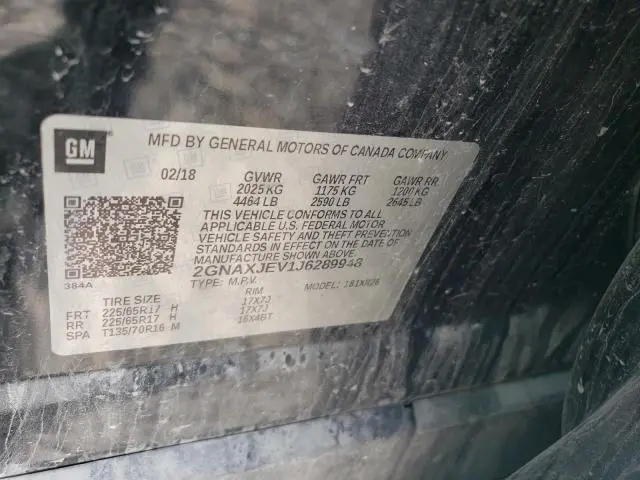 GM
MFD BY GENERAL MOTORS OF CANADA COMPANY
02/18 GVWR GAWR FRT GAWR RR
2025 KG 1175 KG 1200 KG
4464 LB 2590 LB 2645 LB
THIS VEHICLE CONFORMS TO ALL
APPLICABLE U.S. FEDERAL MOTOR
VEHICLE SAFETY AND THEFT PREVENTION
STANDARDS IN EFFECT ON THE DATE OF
MANUFACTURE SHOWN ABOVE.
2GNAXJEV1J6289948
384A
TYPE: M.P.V. MODEL: 181XR26
TIRE SIZE RIM
FRT 225/65R17 H 17X7J
RR 225/65R17 H 17X7J
SPA T135/70R16 M 16X4BT